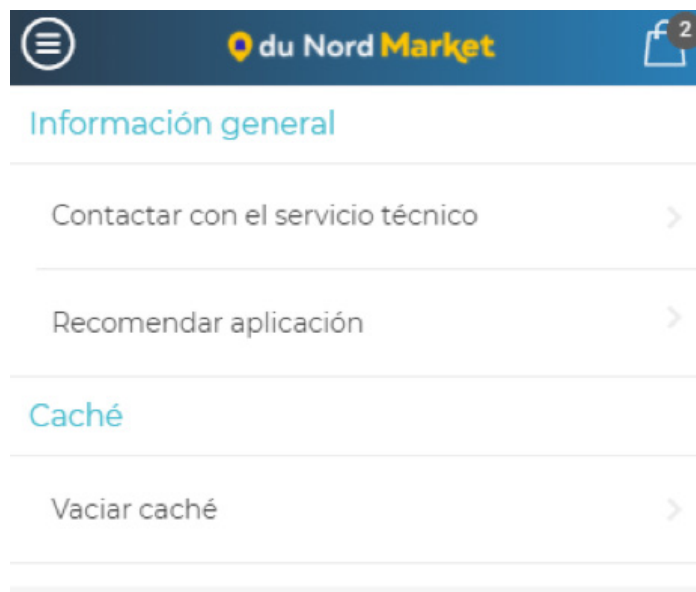 du Nord Market
2
Información general
Contactar con el servicio técnico
Recomendar aplicación
Caché
Vaciar caché